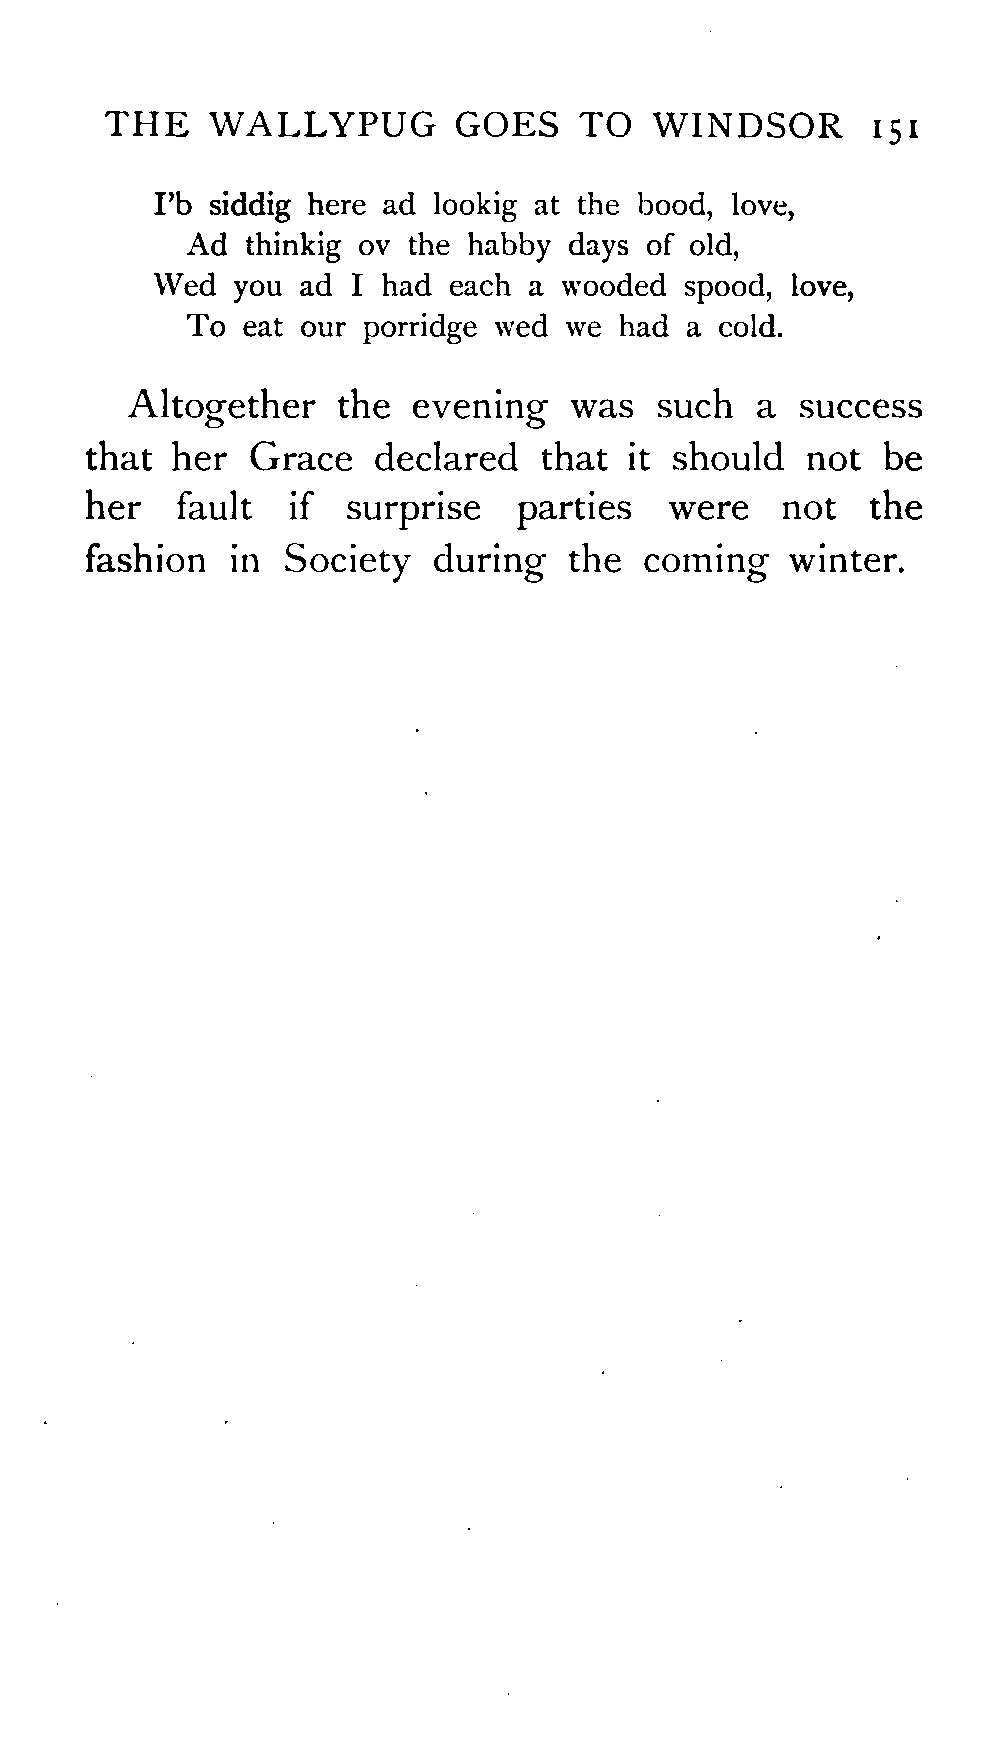 THE WALLYPUG GOES TO WINDSOR 151
I'b siddig here ad lookig at the bood, love,
Ad thinkig ov the habby days of old,
Wed you ad I had each a wooded spood, love,
To eat our porridge wed we had a cold.
Altogether the evening was such a success
that her Grace declared that it should not be
her fault if surprise parties were not the
fashion in Society during the coming winter.